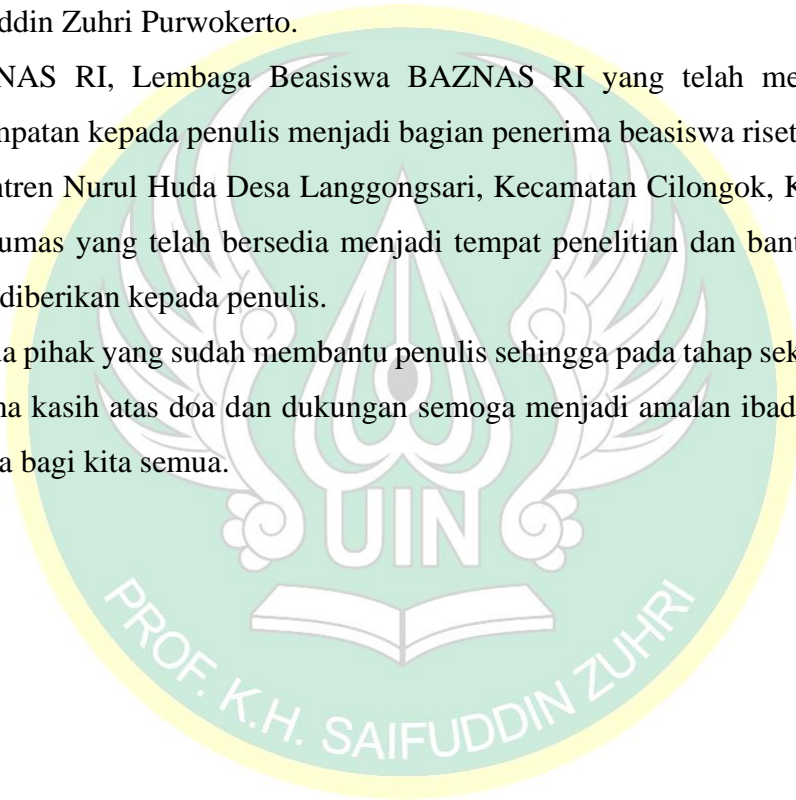 uddin Zuhri Purwokerto.
NAS RI, Lembaga Beasiswa BAZNAS RI yang telah me
mpatan kepada penulis menjadi bagian penerima beasiswa riset
ntren Nurul Huda Desa Langgongsari, Kecamatan Cilongok, K
umas yang telah bersedia menjadi tempat penelitian dan bant
diberikan kepada penulis.
ua pihak yang sudah membantu penulis sehingga pada tahap sek
na kasih atas doa dan dukungan semoga menjadi amalan ibad
a bagi kita semua.
UIN
PROF. K.H. SAIFUDDIN ZUHRI